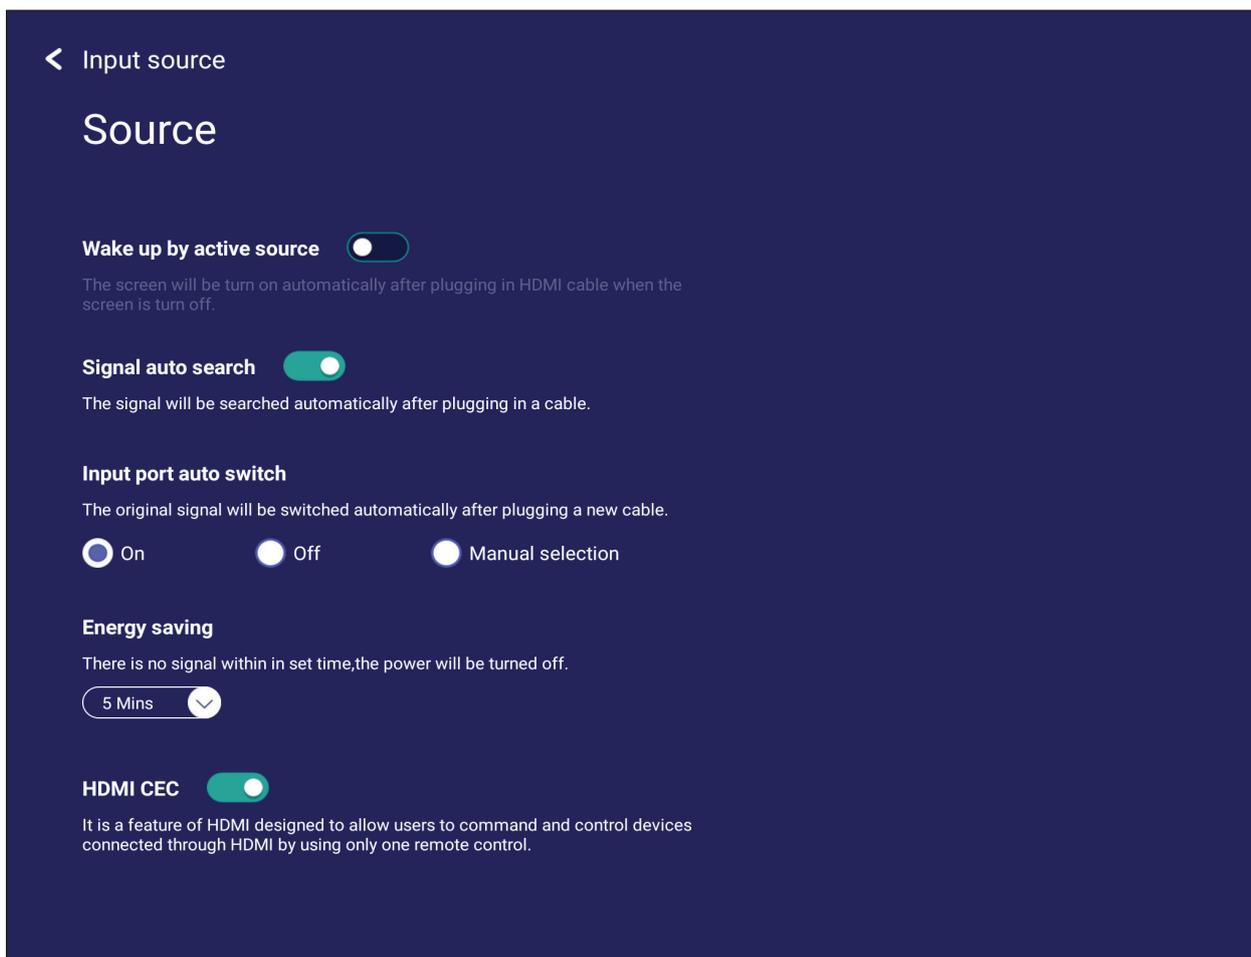 Input source
Source
Wake up by active source
The screen will be turn on automatically after plugging in HDMI cable when the
screen is turn off.
Signal auto search
The signal will be searched automatically after plugging in a cable.
Input port auto switch
The original signal will be switched automatically after plugging a new cable.
On Off Manual selection
Energy saving
There is no signal within in set time,the power will be turned off.
5 Mins
HDMI CEC
It is a feature of HDMI designed to allow users to command and control devices
connected through HDMI by using only one remote control.